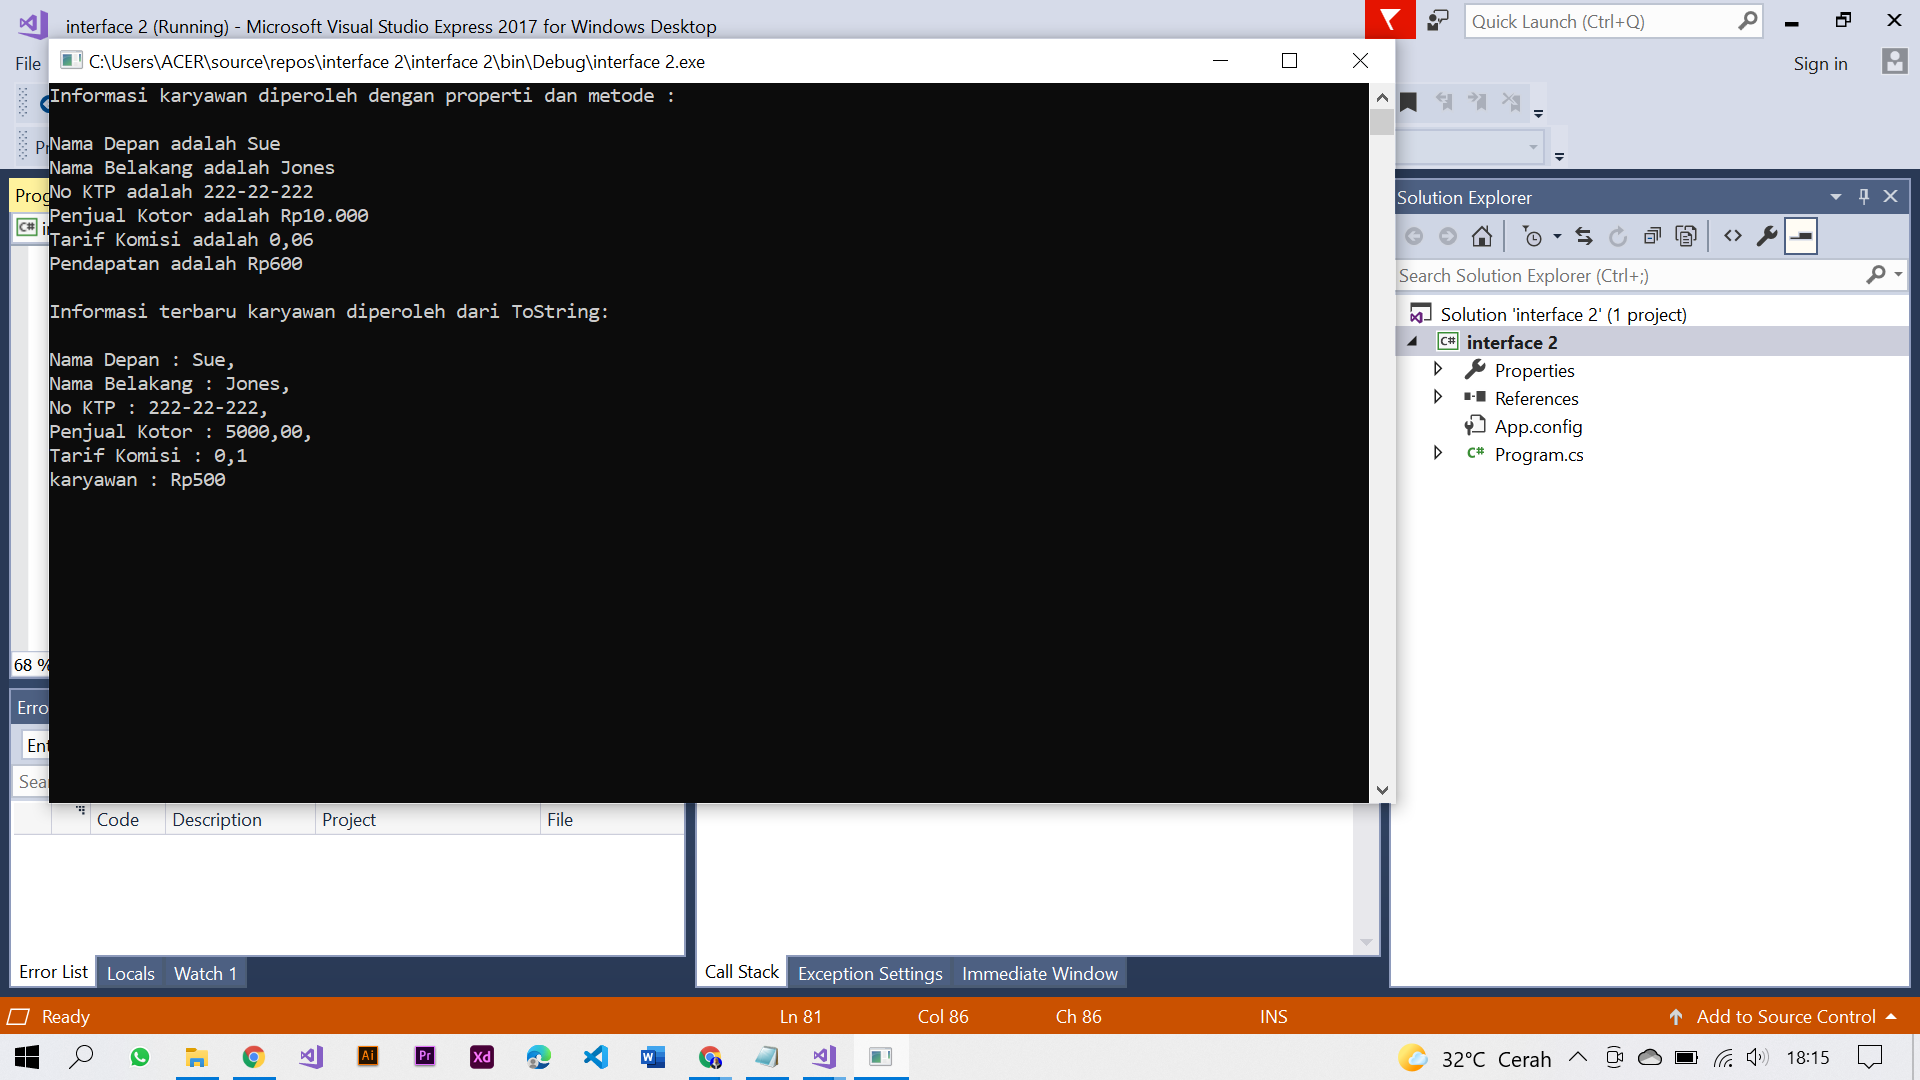 interface 2 (Running) - Microsoft Visual Studio Express 2017 for Windows Desktop
Quick Launch (Ctrl+Q)
File
Sign in
C:\Users\ACER\source\repos\interface 2\interface 2\bin\Debug\interface 2.exe
Informasi karyawan diperoleh dengan properti dan metode :
Nama Depan adalah Sue
Nama Belakang adalah Jones
No KTP adalah 222-22-222
Penjual Kotor adalah Rp10.000
Tarif Komisi adalah 0,06
Pendapatan adalah Rp600
Informasi terbaru karyawan diperoleh dari ToString:
Nama Depan : Sue,
Nama Belakang : Jones,
No KTP : 222-22-222,
Penjual Kotor : 5000,00,
Tarif Komisi : 0,1
karyawan : Rp500
Solution Explorer
Search Solution Explorer (Ctrl+;)
Solution 'interface 2' (1 project)
C# interface 2
Properties
References
App.config
C# Program.cs
68 %
Code Description Project File
Error List Locals Watch 1
Call Stack Exception Settings Immediate Window
Ready Ln 81 Col 86 Ch 86 INS Add to Source Control
Ai Pr Xd
32°C Cerah 18:15